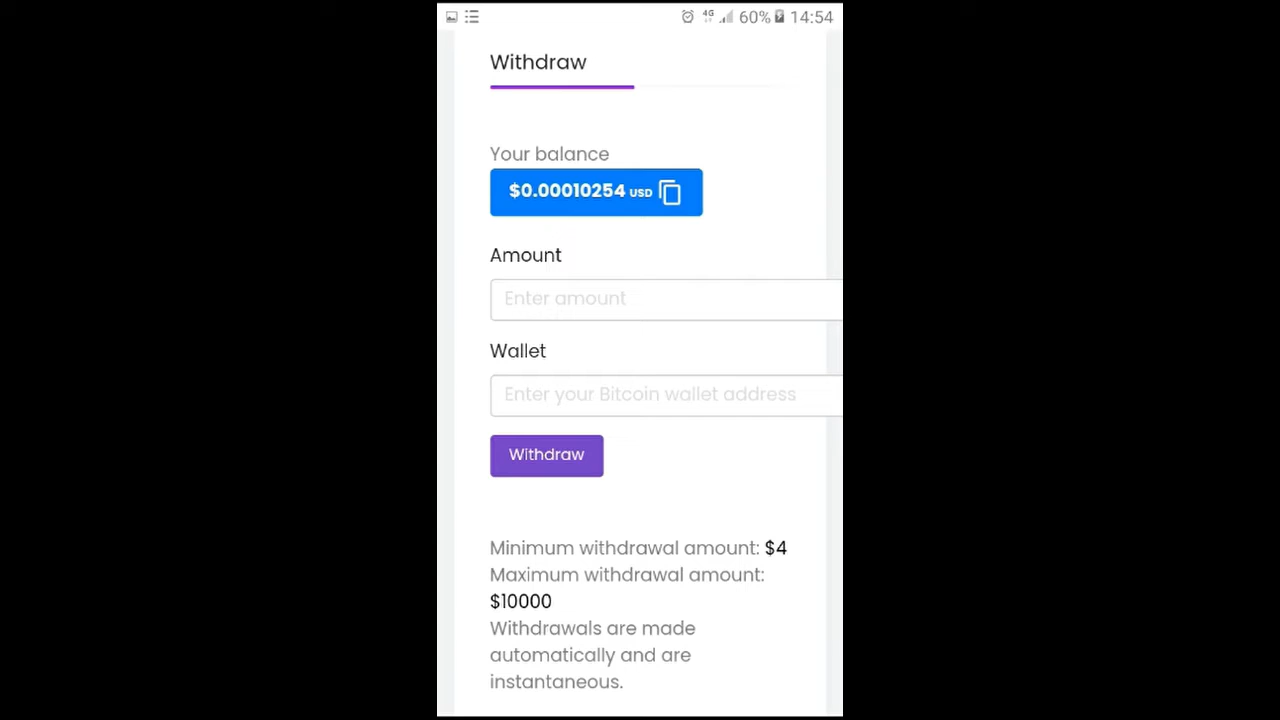 4G 60% 14:54
Withdraw
Your balance
$0.00010254 USD
Amount
Enter amount
Wallet
Enter your Bitcoin wallet address
Withdraw
Minimum withdrawal amount: $4
Maximum withdrawal amount:
$10000
Withdrawals are made
automatically and are
instantaneous.